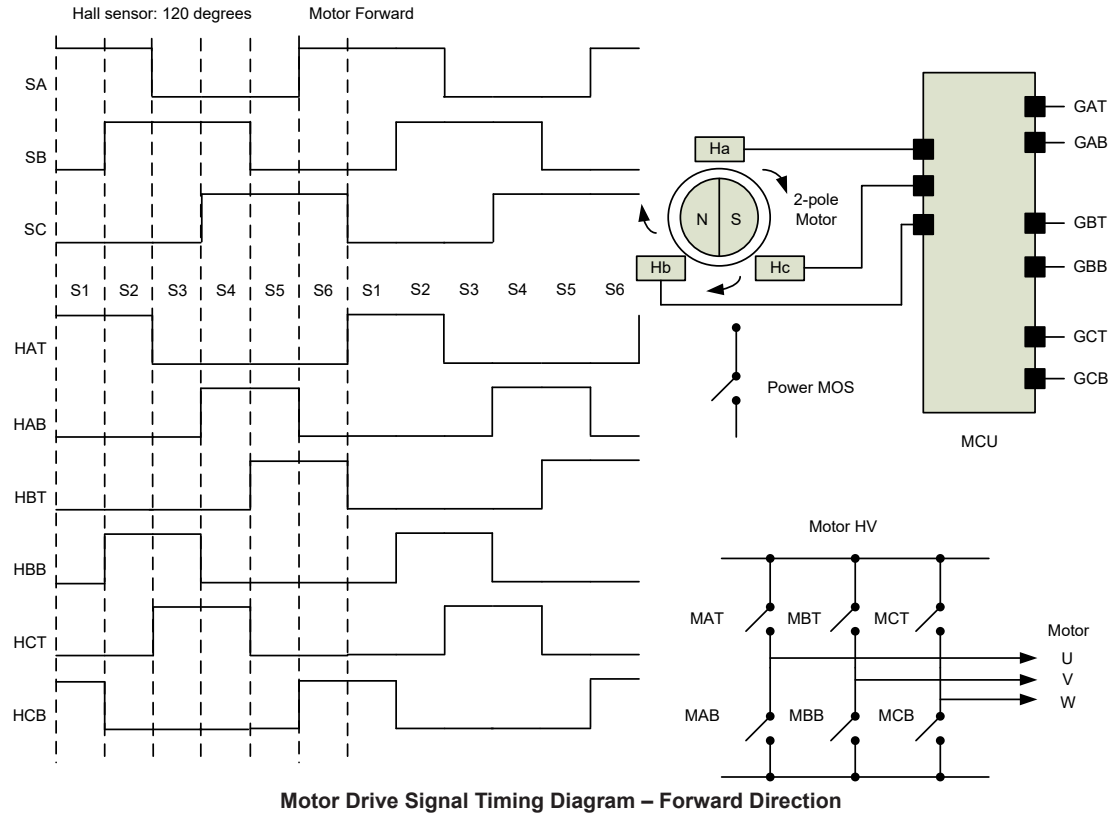 Hall sensor: 120 degrees
Motor Forward
SA
SB
SC
S1 S2 S3 S4 S5 S6 S1 S2 S3 S4 S5 S6
HAT
HAB
HBT
HBB
HCT
HCB
Ha
N S
2-pole
Motor
Hb
Hc
GAT
GAB
GBT
GBB
GCT
GCB
MCU
Power MOS
Motor HV
MAT MBT MCT
Motor
U
V
W
MAB MBB MCB
Motor Drive Signal Timing Diagram – Forward Direction